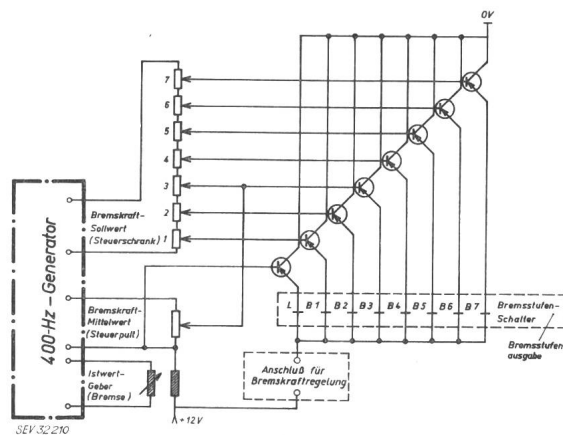 0V
7
6
5
4
3
2
1
400-Hz-Generator
Bremskraft-
Sollwert
(Steuerschrank)
Bremskraft-
Mittelwert
(Steuerpult)
Istwert-
Geber
(Bremse)
L B1 B2 B3 B4 B5 B6 B7
Bremsstufen-
Schalter
Bremsstufen
ausgabe
Anschluß für
Bremskraftregelung
+12V
SEV 32 210